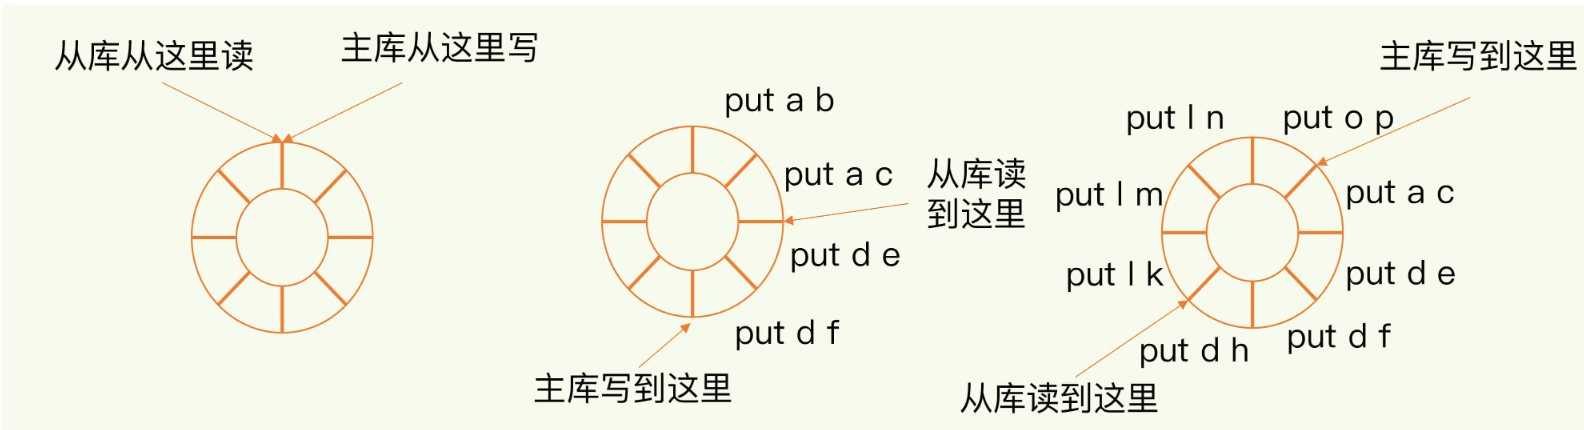 从库从这里读
主库从这里写
put a b
put a c
从库读
到这里
put d e
put d f
主库写到这里
主库写到这里
put l n
put o p
put l m
put a c
put l k
put d e
put d h
put d f
从库读到这里